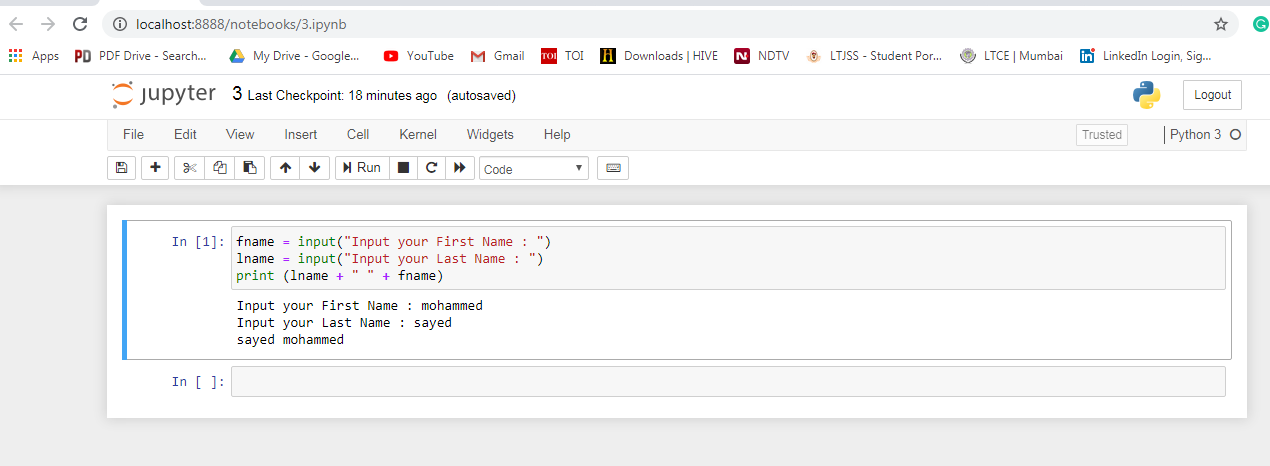 localhost:8888/notebooks/3.ipynb
Apps PDF Drive - Search... My Drive - Google... YouTube Gmail TOI TOI H Downloads | HIVE N NDTV LTJSS - Student Por... LTCE | Mumbai in LinkedIn Login, Sig...
jupyter 3 Last Checkpoint: 18 minutes ago (autosaved) Logout
File Edit View Insert Cell Kernel Widgets Help Trusted Python 3
Run Code
In [1]: fname = input("Input your First Name : ")
lname = input("Input your Last Name : ")
print (lname + " " + fname)
Input your First Name : mohammed
Input your Last Name : sayed
sayed mohammed
In [ ]: